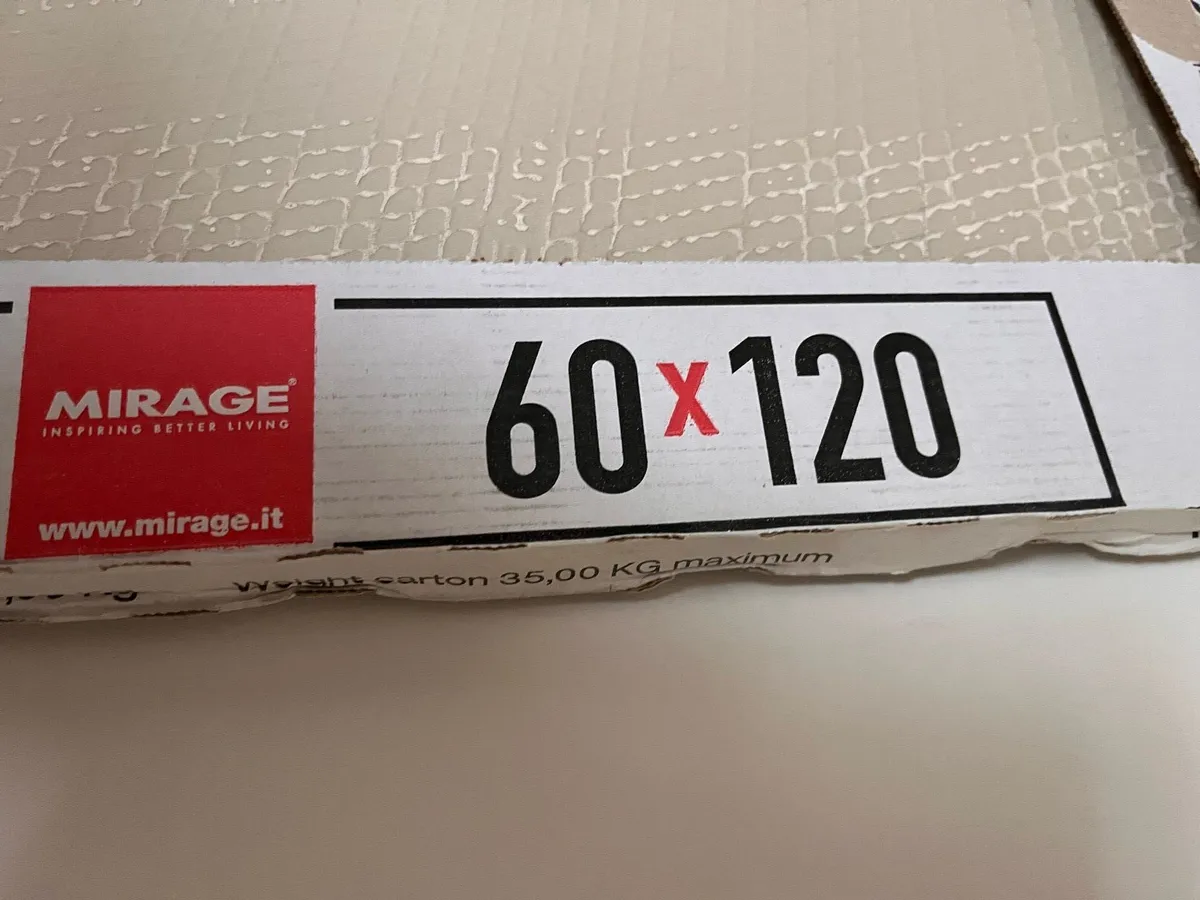 MIRAGE®
INSPIRING BETTER LIVING
www.mirage.it
60x120
Weight carton 35,00 KG maximum